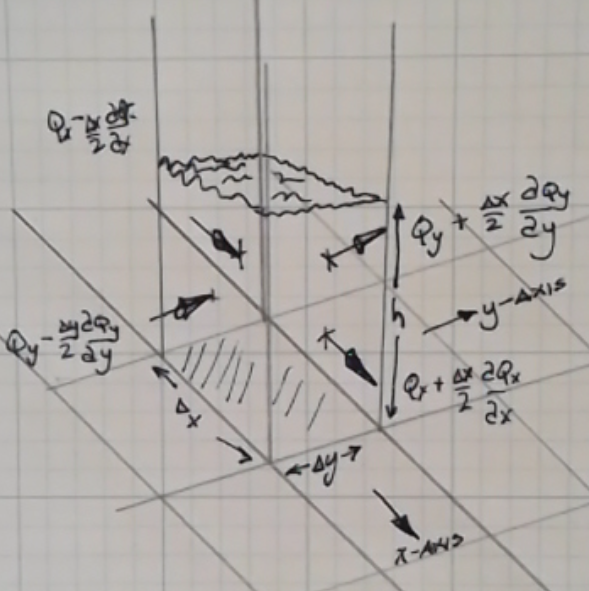 Qx - Δx/2 ∂ /∂x
Qy + Δx/2 ∂Qy/∂y
y-AXIS
h
Qy - Δy/2 ∂Qy/∂y
Qx + Δx/2 ∂Qx/∂x
Δx
Δy
x-AXIS